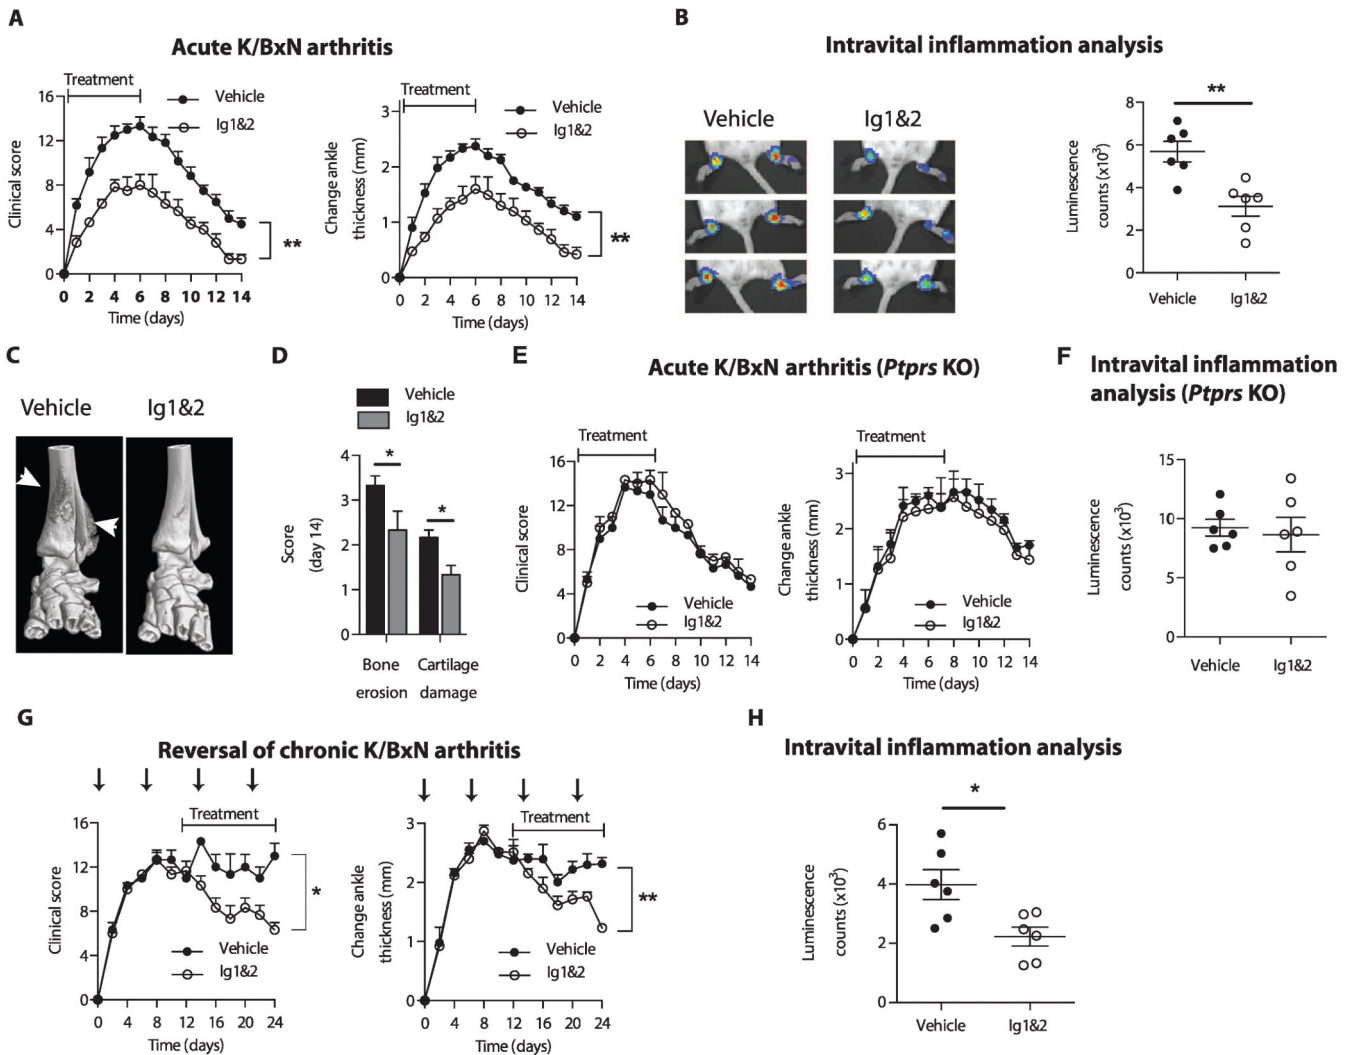 A
Acute K/BxN arthritis
Treatment
Vehicle
Ig1&2
Clinical score
16
12
8
4
0
0 2 4 6 8 10 12 14
Time (days)
**
Treatment
Vehicle
Ig1&2
Change ankle
thickness (mm)
3
2
1
0
0 2 4 6 8 10 12 14
Time (days)
**
B
Intravital inflammation analysis
Vehicle
Ig1&2
Luminescence
counts (x10³)
8
6
4
2
0
**
Vehicle Ig1&2
C
Vehicle
Ig1&2
D
Vehicle
Ig1&2
Score
(day 14)
4
3
2
1
0
*
*
Bone
erosion
Cartilage
damage
E
Acute K/BxN arthritis (Ptprs KO)
Treatment
Clinical score
16
12
8
4
0
Vehicle
Ig1&2
0 2 4 6 8 10 12 14
Time (days)
Treatment
Change ankle
thickness (mm)
3
2
1
0
Vehicle
Ig1&2
0 2 4 6 8 10 12 14
Time (days)
F
Intravital inflammation
analysis (Ptprs KO)
Luminescence
counts (x10³)
15
10
5
0
Vehicle Ig1&2
G
Reversal of chronic K/BxN arthritis
Treatment
Clinical score
16
12
8
4
0
*
Vehicle
Ig1&2
0 4 8 12 16 20 24
Time (days)
Treatment
Change ankle
thickness (mm)
3
2
1
0
**
Vehicle
Ig1&2
0 4 8 12 16 20 24
Time (days)
H
Intravital inflammation analysis
*
Luminescence
counts (x10³)
6
4
2
0
Vehicle Ig1&2